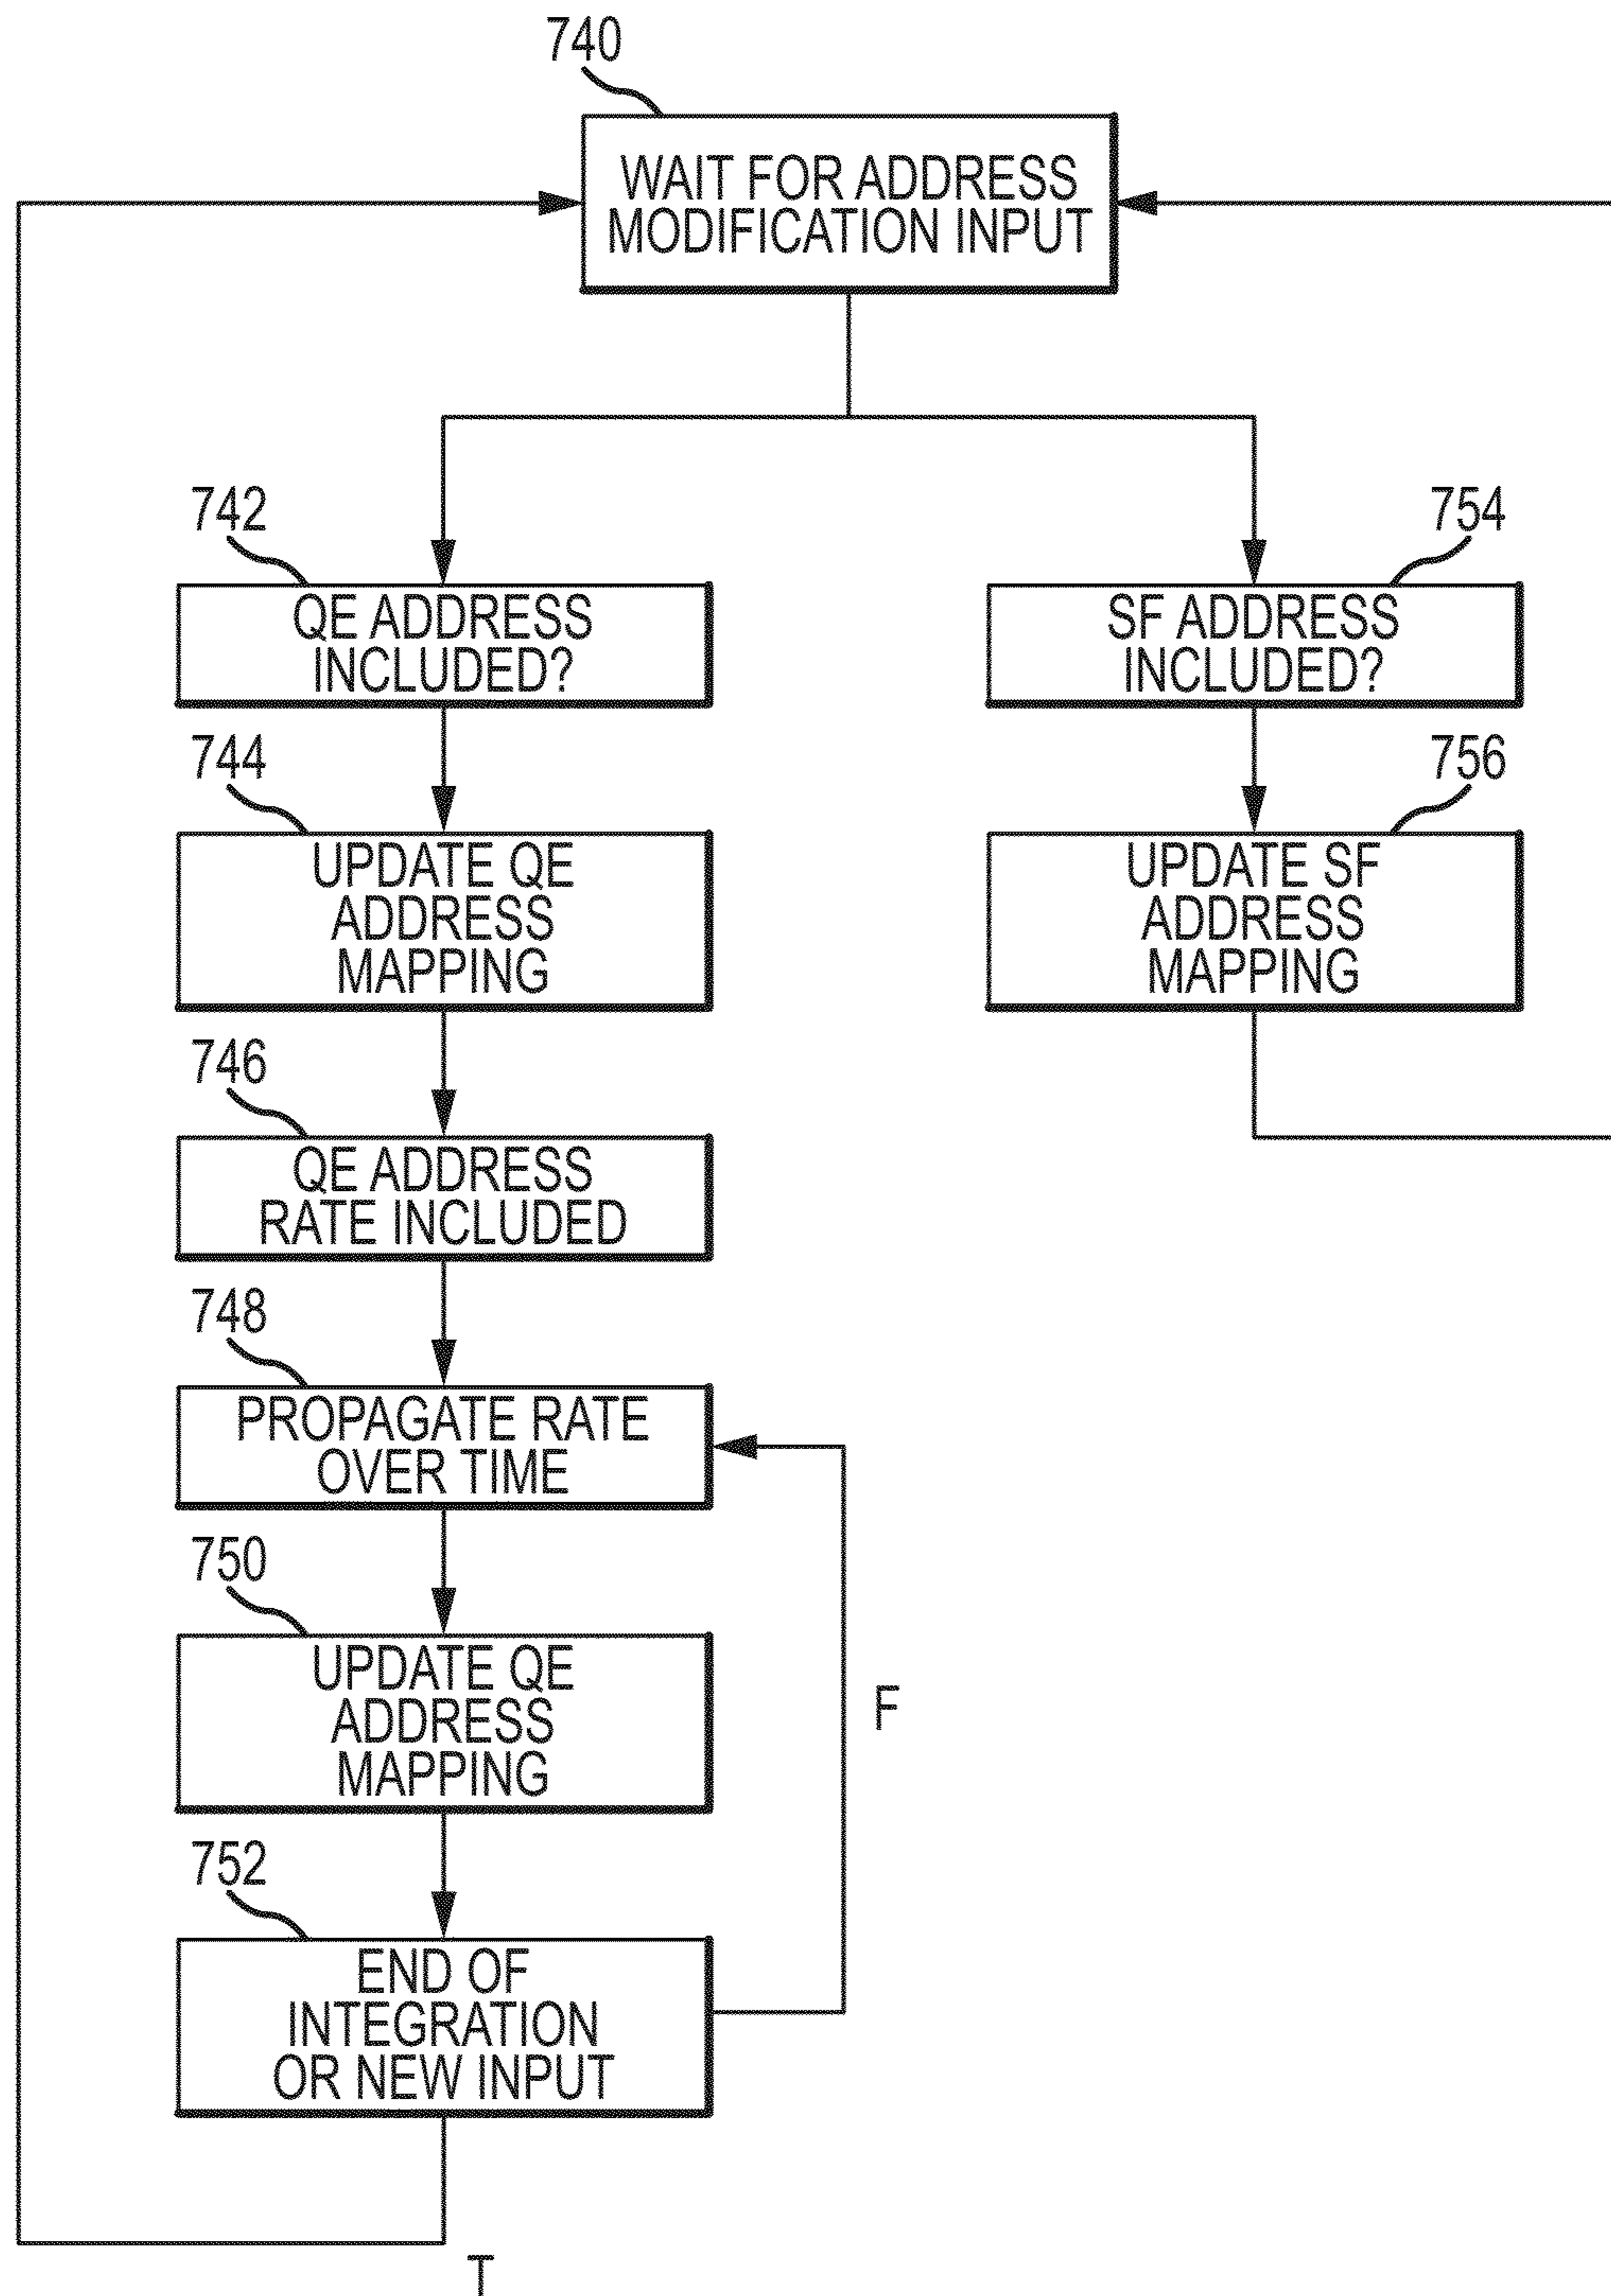 740
WAIT FOR ADDRESS
MODIFICATION INPUT
742
QE ADDRESS
INCLUDED?
754
SF ADDRESS
INCLUDED?
744
UPDATE QE
ADDRESS
MAPPING
756
UPDATE SF
ADDRESS
MAPPING
746
QE ADDRESS
RATE INCLUDED
748
PROPAGATE RATE
OVER TIME
750
UPDATE QE
ADDRESS
MAPPING
F
752
END OF
INTEGRATION
OR NEW INPUT
T